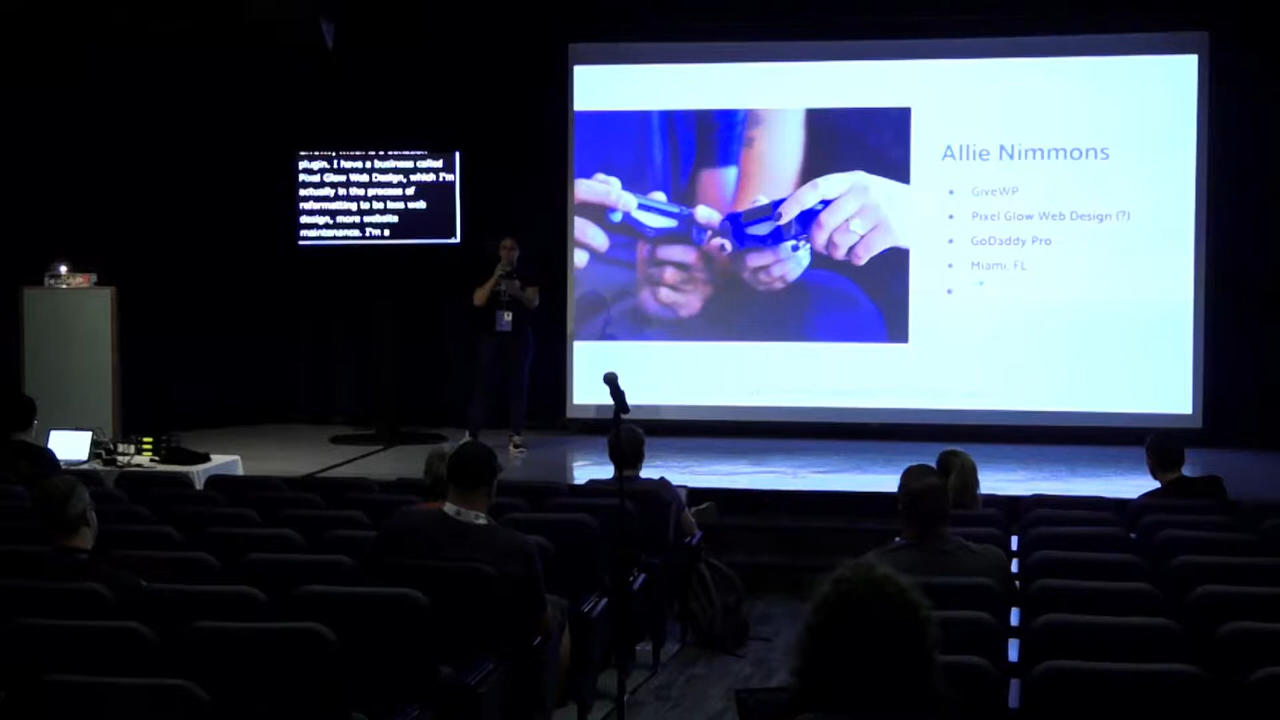 plugin. I have a business called
Pixel Glow Web Design, which I'm
actually in the process of
reformatting to be less web
design, more website
maintenance. I'm a
Allie Nimmons
GiveWP
Pixel Glow Web Design (?)
GoDaddy Pro
Miami, FL